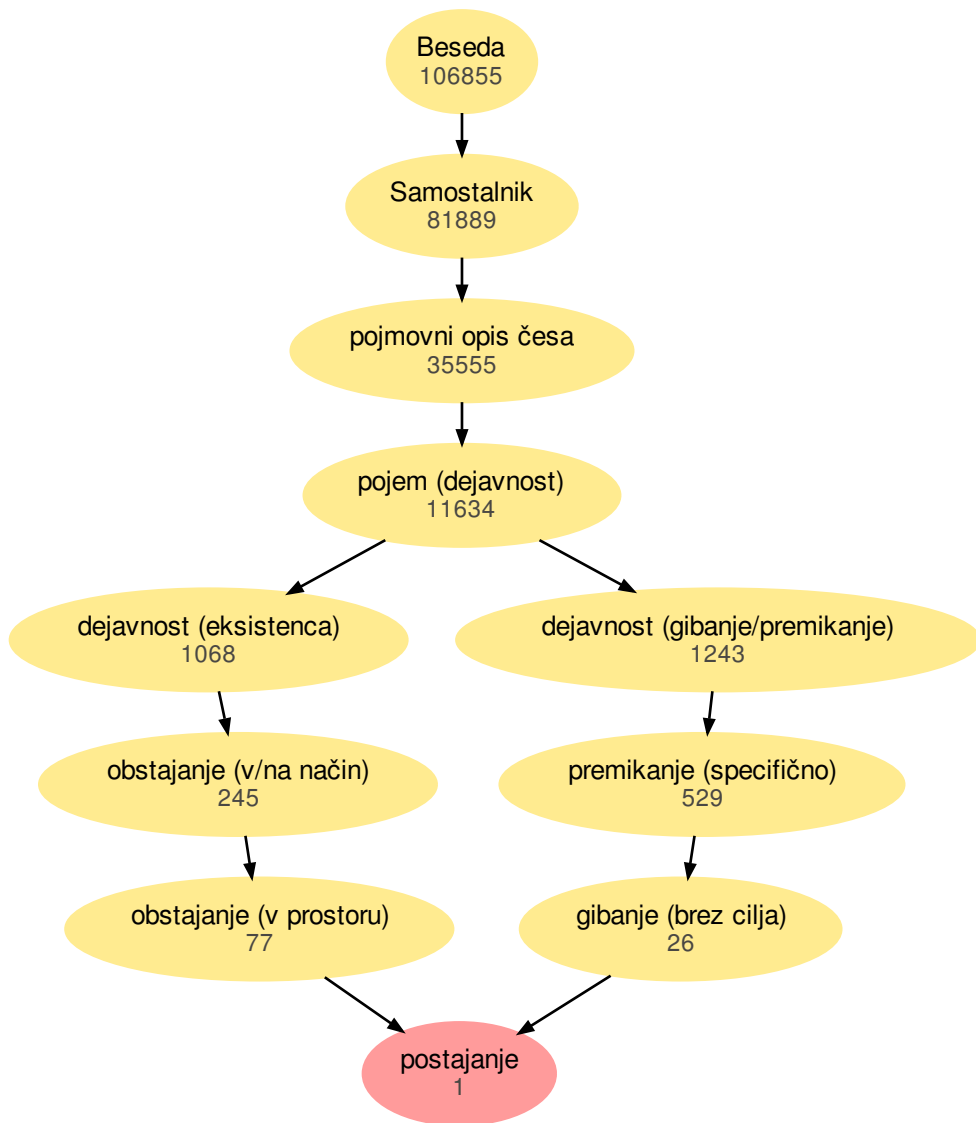 Beseda
106855
Samostalnik
81889
pojmovni opis česa
35555
pojem (dejavnost)
11634
dejavnost (eksistenca)
1068
dejavnost (gibanje/premikanje)
1243
obstajanje (v/na način)
245
premikanje (specifično)
529
obstajanje (v prostoru)
77
gibanje (brez cilja)
26
postajanje
1